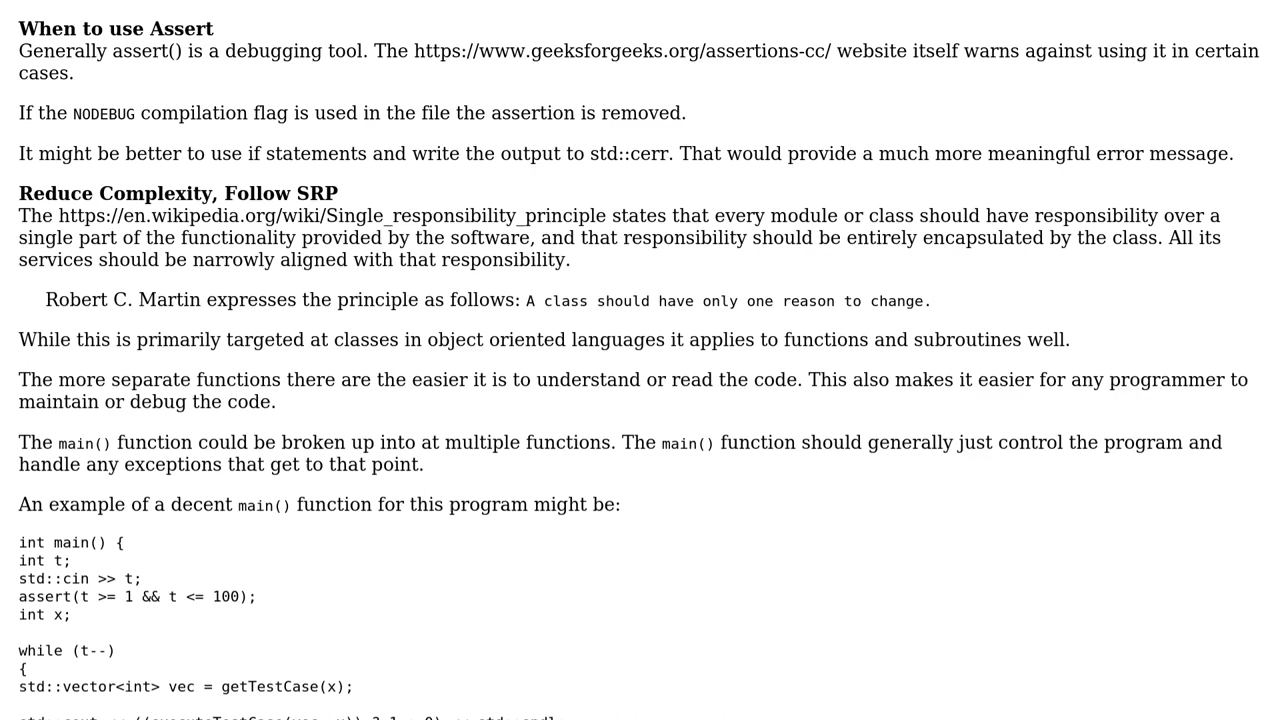 When to use Assert
Generally assert() is a debugging tool. The https://www.geeksforgeeks.org/assertions-cc/ website itself warns against using it in certain
cases.
If the NODEBUG compilation flag is used in the file the assertion is removed.
It might be better to use if statements and write the output to std::cerr. That would provide a much more meaningful error message.
Reduce Complexity, Follow SRP
The https://en.wikipedia.org/wiki/Single_responsibility_principle states that every module or class should have responsibility over a
single part of the functionality provided by the software, and that responsibility should be entirely encapsulated by the class. All its
services should be narrowly aligned with that responsibility.
Robert C. Martin expresses the principle as follows: A class should have only one reason to change.
While this is primarily targeted at classes in object oriented languages it applies to functions and subroutines well.
The more separate functions there are the easier it is to understand or read the code. This also makes it easier for any programmer to
maintain or debug the code.
The main() function could be broken up into at multiple functions. The main() function should generally just control the program and
handle any exceptions that get to that point.
An example of a decent main() function for this program might be:
int main() {
int t;
std::cin >> t;
assert(t >= 1 && t <= 100);
int x;
while (t--)
{
std::vector<int> vec = getTestCase(x);